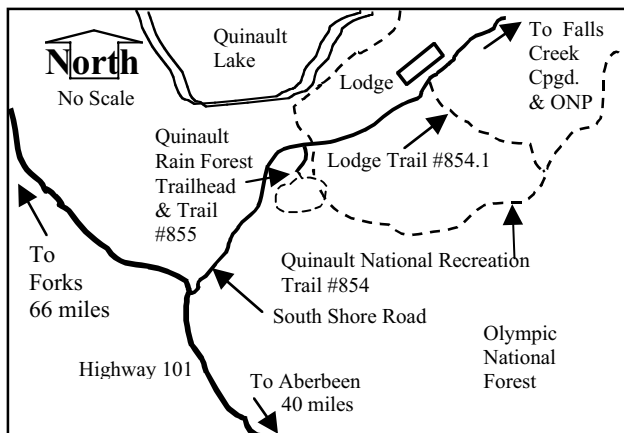 North
No Scale
Quinault
Lake
Lodge
To Falls
Creek
Cpgd.
& ONP
Quinault
Rain Forest
Trailhead
& Trail
#855
Lodge Trail #854.1
To
Forks
66 miles
Quinault National Recreation
Trail #854
South Shore Road
Olympic
National
Forest
Highway 101
To Aberbeen
40 miles